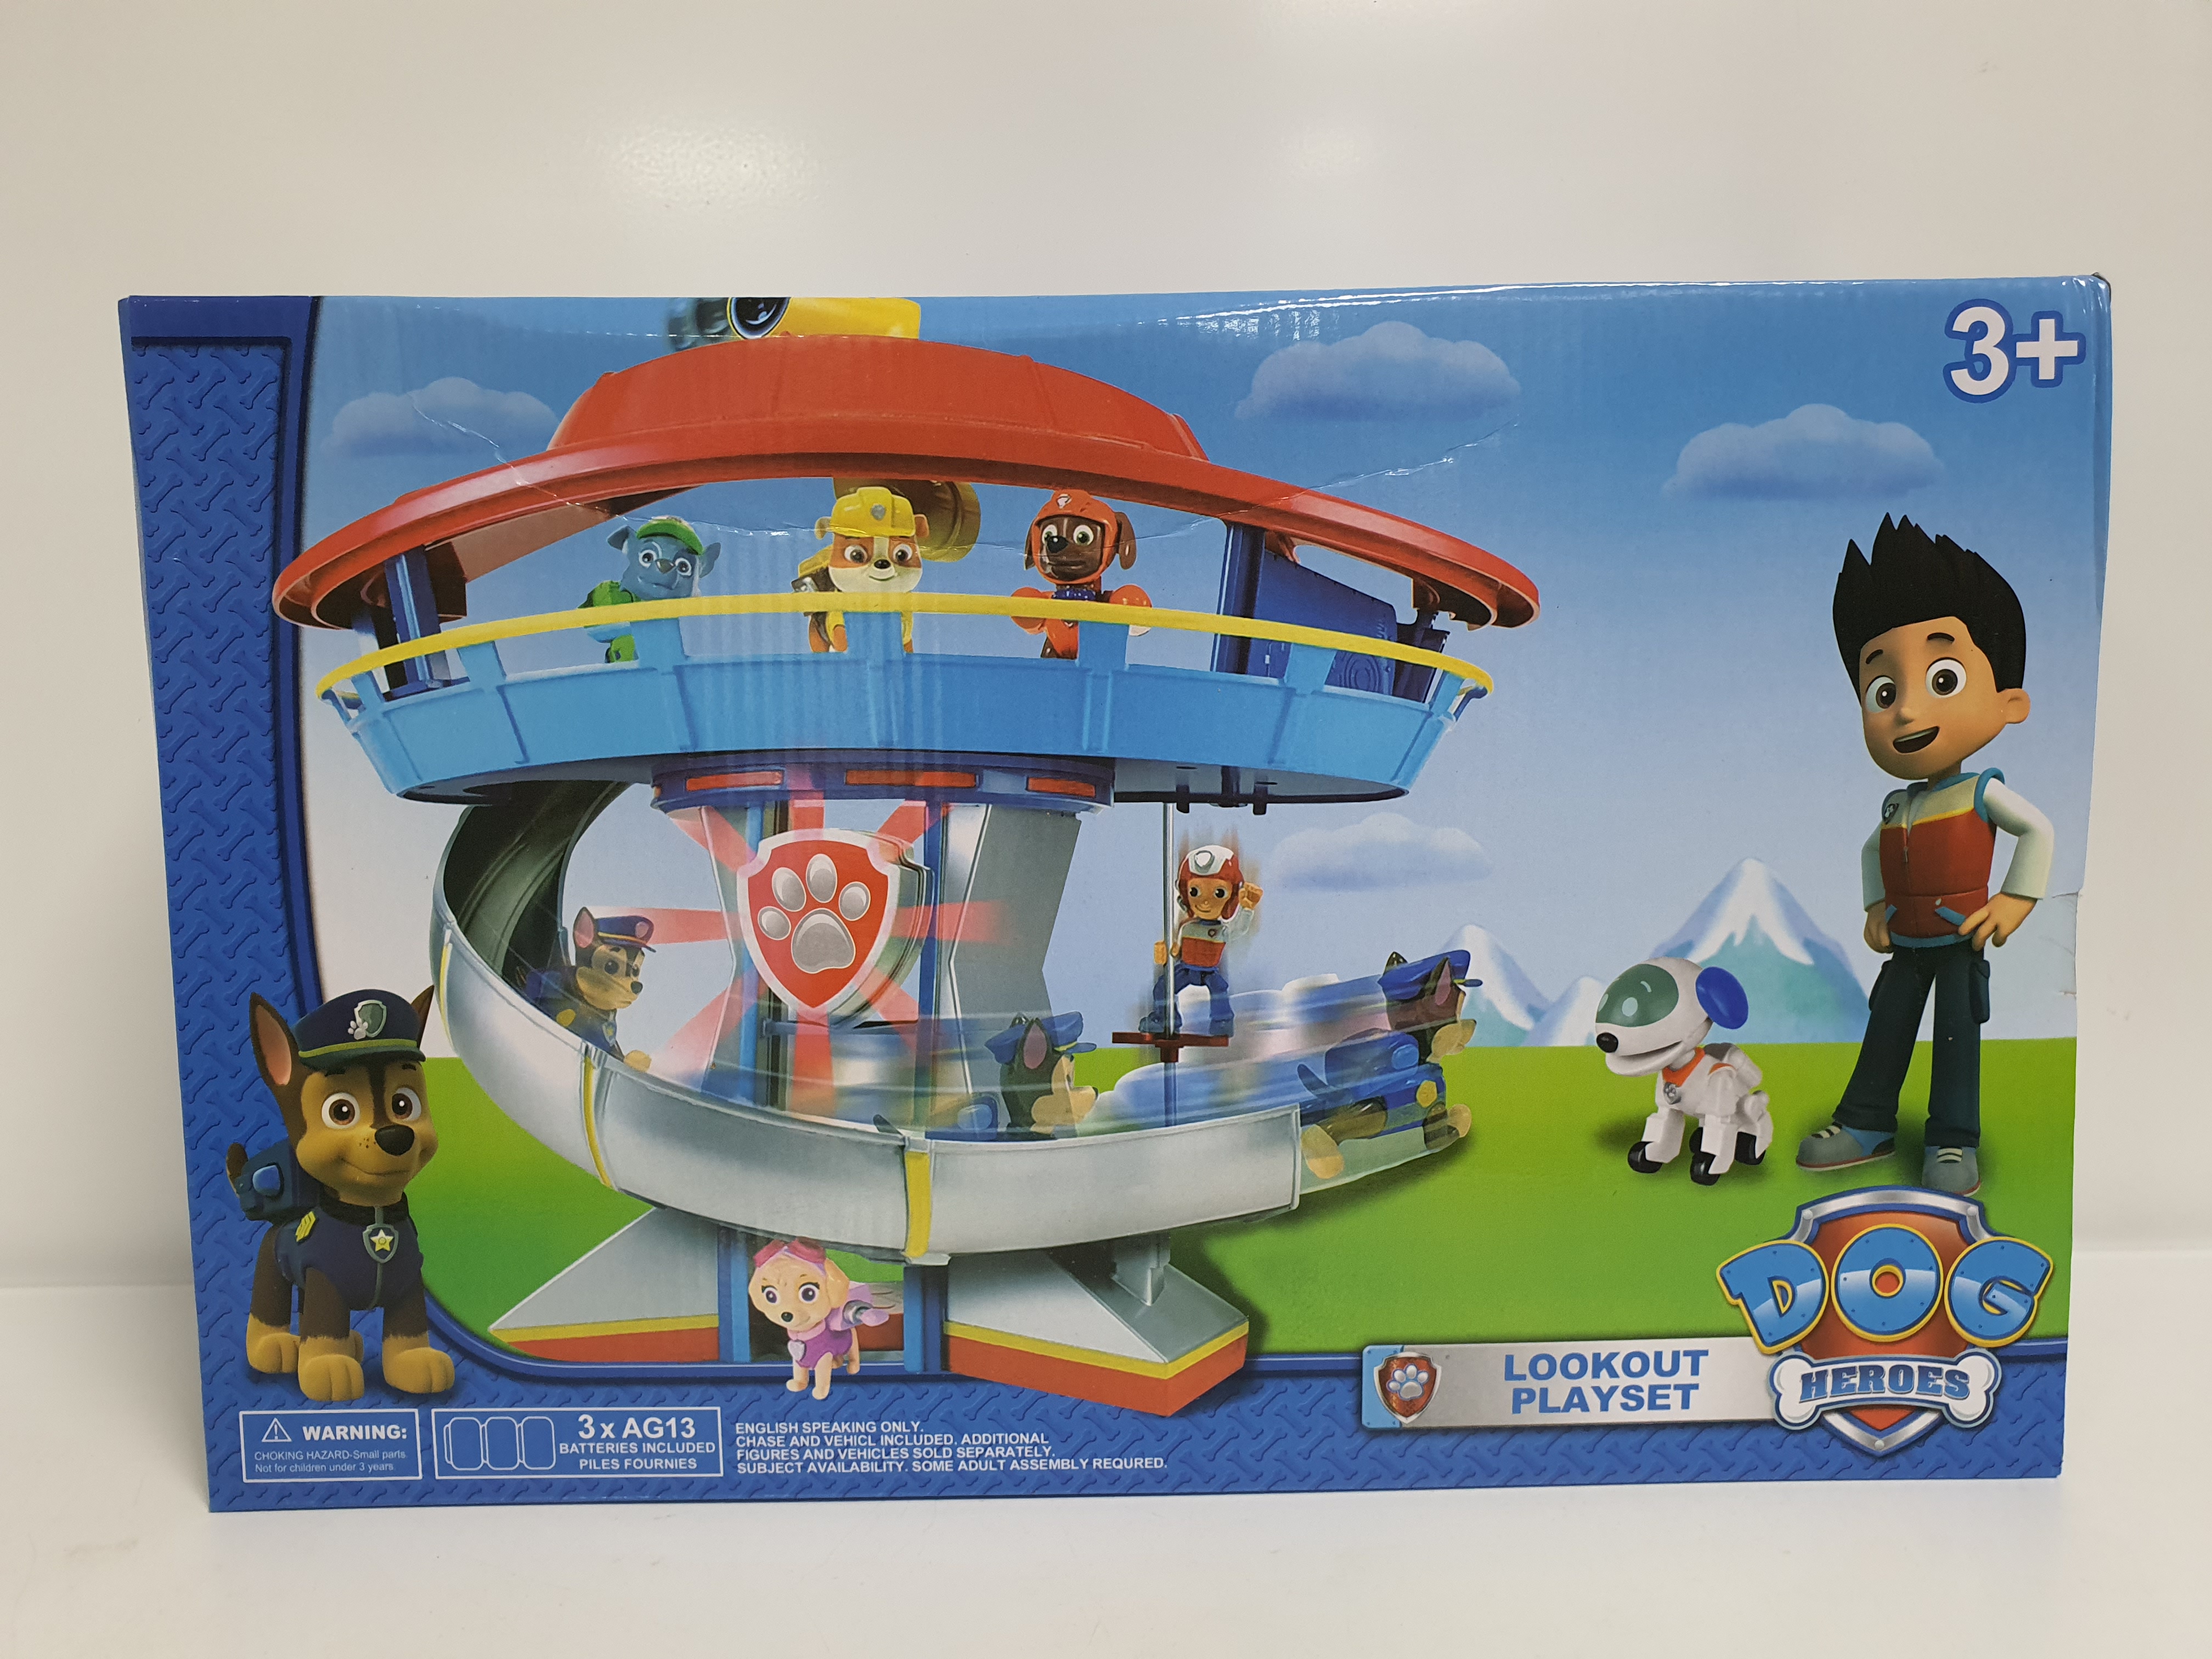 3+
DOG
HEROES
LOOKOUT
PLAYSET
WARNING:
CHOKING HAZARD-Small parts.
Not for children under 3 years
3 x AG13
BATTERIES INCLUDED
PILES FOURNIES
ENGLISH SPEAKING ONLY.
CHASE AND VEHICL INCLUDED. ADDITIONAL
FIGURES AND VEHICLES SOLD SEPARATELY.
SUBJECT AVAILABILITY. SOME ADULT ASSEMBLY REQURED.